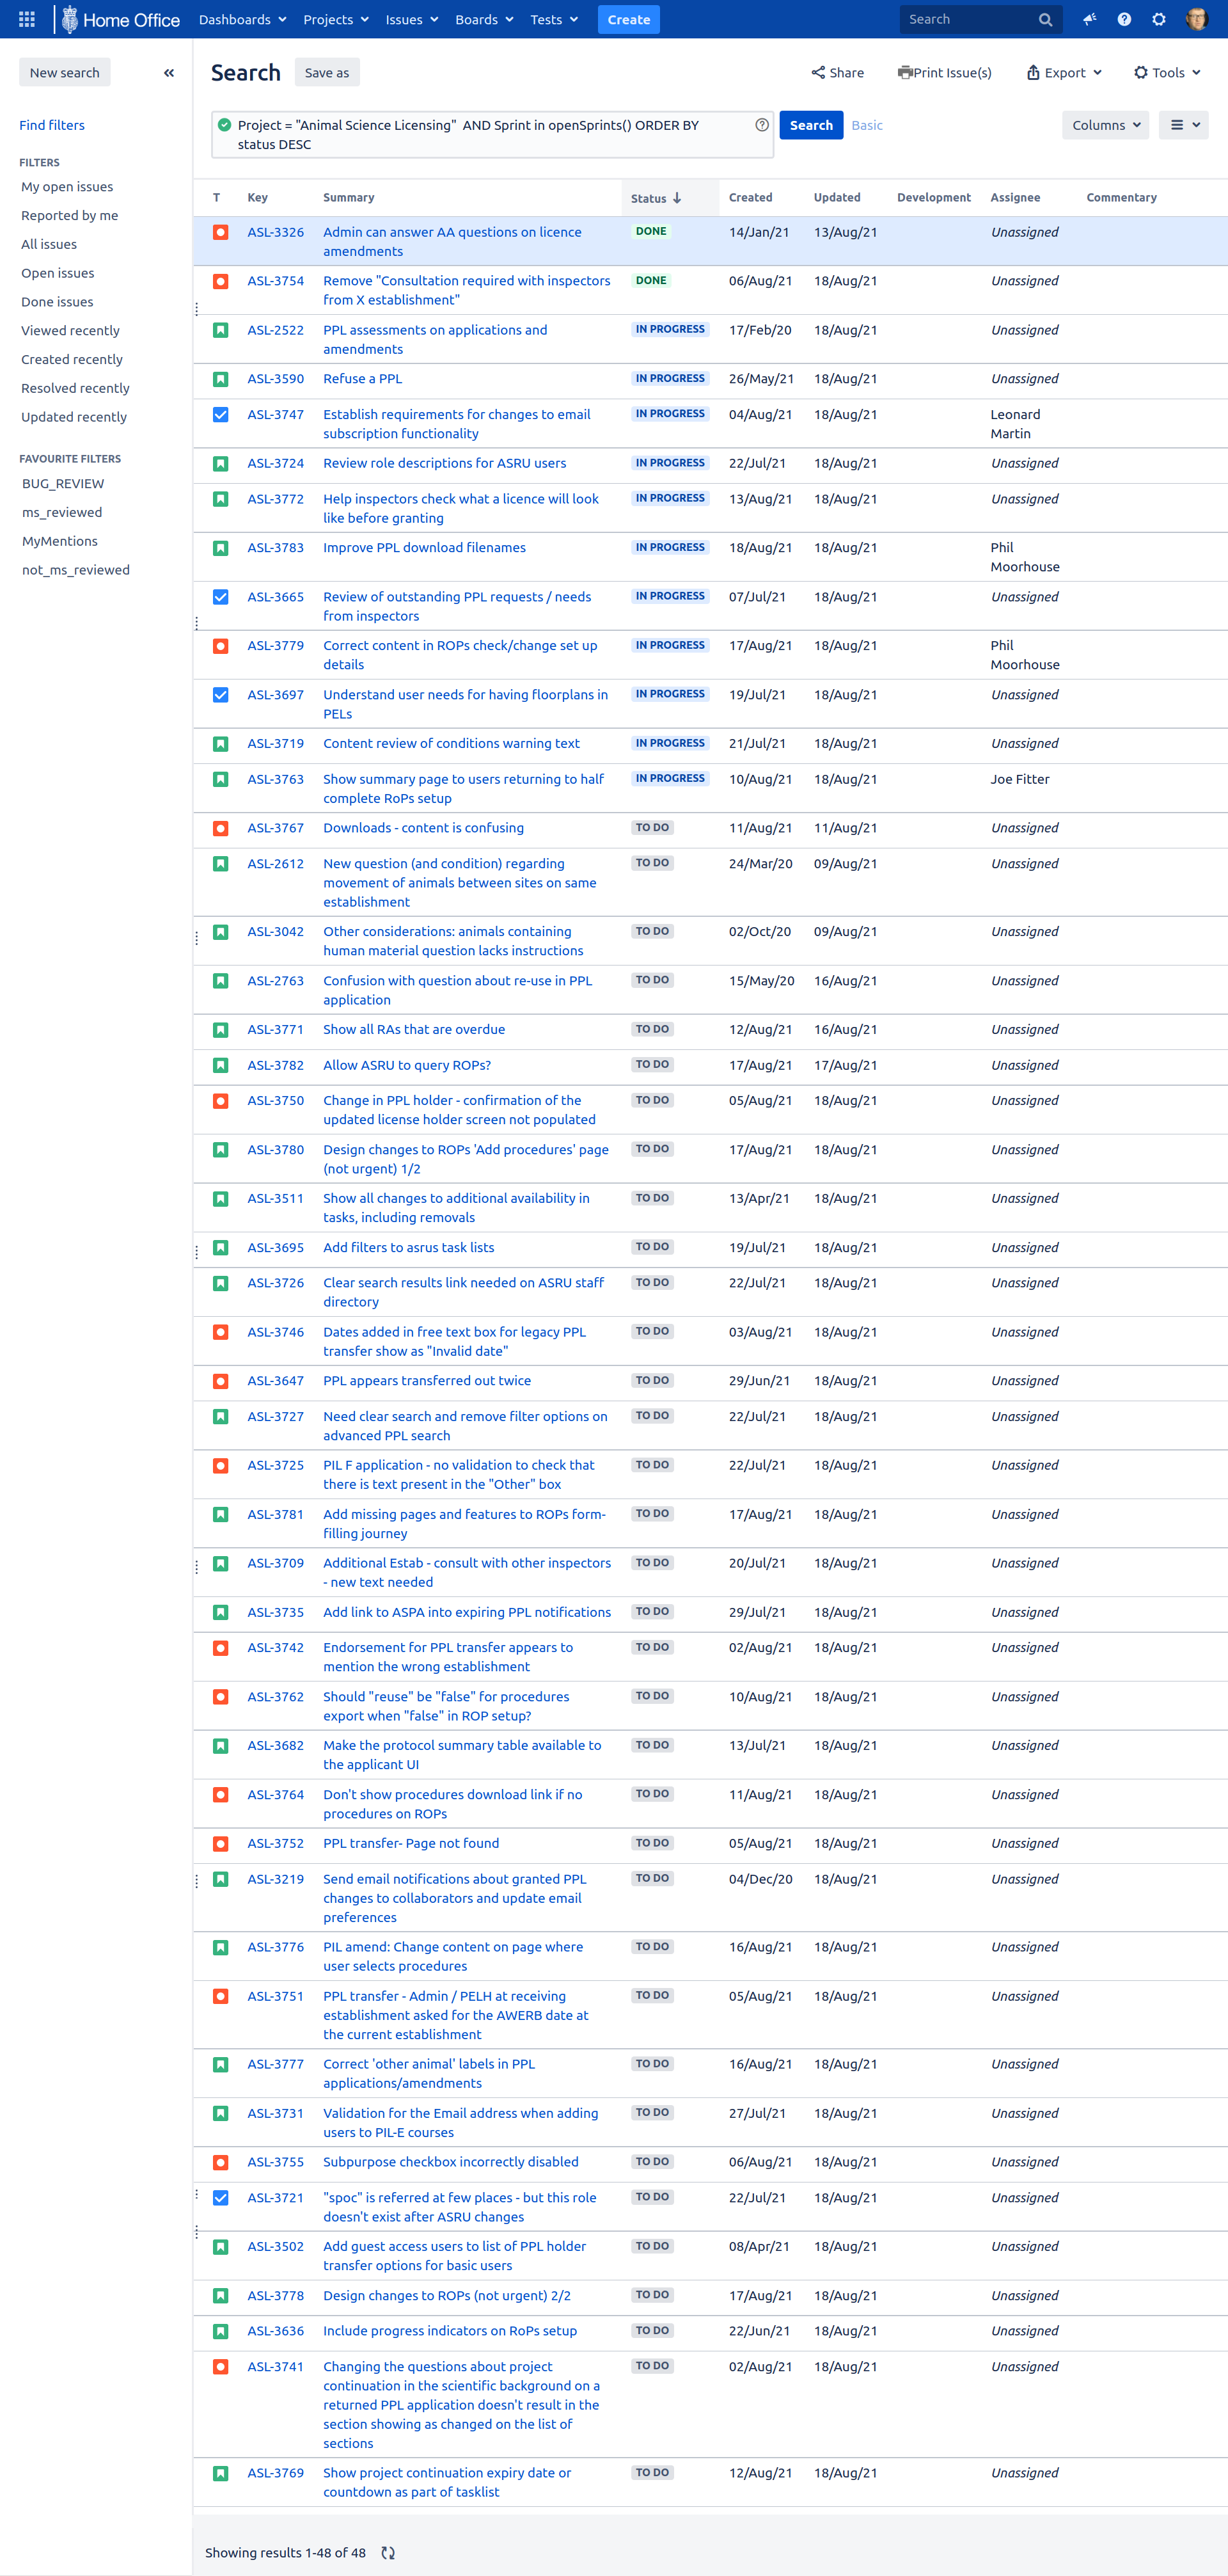 Home Office Dashboards Projects Issues Boards Tests Create Search
New search
Find filters
FILTERS
My open issues
Reported by me
All issues
Open issues
Done issues
Viewed recently
Created recently
Resolved recently
Updated recently
FAVOURITE FILTERS
BUG_REVIEW
ms_reviewed
MyMentions
not_ms_reviewed
Search Save as Share Print Issue(s) Export Tools
Project = "Animal Science Licensing" AND Sprint in openSprints() ORDER BY
status DESC
Search Basic Columns
T Key Summary Status Created Updated Development Assignee Commentary
ASL-3326 Admin can answer AA questions on licence DONE 14/Jan/21 13/Aug/21 Unassigned
amendments
ASL-3754 Remove "Consultation required with inspectors DONE 06/Aug/21 18/Aug/21 Unassigned
from X establishment"
ASL-2522 PPL assessments on applications and IN PROGRESS 17/Feb/20 18/Aug/21 Unassigned
amendments
ASL-3590 Refuse a PPL IN PROGRESS 26/May/21 18/Aug/21 Unassigned
ASL-3747 Establish requirements for changes to email IN PROGRESS 04/Aug/21 18/Aug/21 Leonard
subscription functionality Martin
ASL-3724 Review role descriptions for ASRU users IN PROGRESS 22/Jul/21 18/Aug/21 Unassigned
ASL-3772 Help inspectors check what a licence will look IN PROGRESS 13/Aug/21 18/Aug/21 Unassigned
like before granting
ASL-3783 Improve PPL download filenames IN PROGRESS 18/Aug/21 18/Aug/21 Phil
Moorhouse
ASL-3665 Review of outstanding PPL requests / needs IN PROGRESS 07/Jul/21 18/Aug/21 Unassigned
from inspectors
ASL-3779 Correct content in ROPs check/change set up IN PROGRESS 17/Aug/21 18/Aug/21 Phil
details Moorhouse
ASL-3697 Understand user needs for having floorplans in IN PROGRESS 19/Jul/21 18/Aug/21 Unassigned
PELs
ASL-3719 Content review of conditions warning text IN PROGRESS 21/Jul/21 18/Aug/21 Unassigned
ASL-3763 Show summary page to users returning to half IN PROGRESS 10/Aug/21 18/Aug/21 Joe Fitter
complete RoPs setup
ASL-3767 Downloads - content is confusing TO DO 11/Aug/21 11/Aug/21 Unassigned
ASL-2612 New question (and condition) regarding TO DO 24/Mar/20 09/Aug/21 Unassigned
movement of animals between sites on same
establishment
ASL-3042 Other considerations: animals containing TO DO 02/Oct/20 09/Aug/21 Unassigned
human material question lacks instructions
ASL-2763 Confusion with question about re-use in PPL TO DO 15/May/20 16/Aug/21 Unassigned
application
ASL-3771 Show all RAs that are overdue TO DO 12/Aug/21 16/Aug/21 Unassigned
ASL-3782 Allow ASRU to query ROPs? TO DO 17/Aug/21 17/Aug/21 Unassigned
ASL-3750 Change in PPL holder - confirmation of the TO DO 05/Aug/21 18/Aug/21 Unassigned
updated license holder screen not populated
ASL-3780 Design changes to ROPs 'Add procedures' page TO DO 17/Aug/21 18/Aug/21 Unassigned
(not urgent) 1/2
ASL-3511 Show all changes to additional availability in TO DO 13/Apr/21 18/Aug/21 Unassigned
tasks, including removals
ASL-3695 Add filters to asrus task lists TO DO 19/Jul/21 18/Aug/21 Unassigned
ASL-3726 Clear search results link needed on ASRU staff TO DO 22/Jul/21 18/Aug/21 Unassigned
directory
ASL-3746 Dates added in free text box for legacy PPL TO DO 03/Aug/21 18/Aug/21 Unassigned
transfer show as "Invalid date"
ASL-3647 PPL appears transferred out twice TO DO 29/Jun/21 18/Aug/21 Unassigned
ASL-3727 Need clear search and remove filter options on TO DO 22/Jul/21 18/Aug/21 Unassigned
advanced PPL search
ASL-3725 PIL F application - no validation to check that TO DO 22/Jul/21 18/Aug/21 Unassigned
there is text present in the "Other" box
ASL-3781 Add missing pages and features to ROPs form- TO DO 17/Aug/21 18/Aug/21 Unassigned
filling journey
ASL-3709 Additional Estab - consult with other inspectors TO DO 20/Jul/21 18/Aug/21 Unassigned
- new text needed
ASL-3735 Add link to ASPA into expiring PPL notifications TO DO 29/Jul/21 18/Aug/21 Unassigned
ASL-3742 Endorsement for PPL transfer appears to TO DO 02/Aug/21 18/Aug/21 Unassigned
mention the wrong establishment
ASL-3762 Should "reuse" be "false" for procedures TO DO 10/Aug/21 18/Aug/21 Unassigned
export when "false" in ROP setup?
ASL-3682 Make the protocol summary table available to TO DO 13/Jul/21 18/Aug/21 Unassigned
the applicant UI
ASL-3764 Don't show procedures download link if no TO DO 11/Aug/21 18/Aug/21 Unassigned
procedures on ROPs
ASL-3752 PPL transfer- Page not found TO DO 05/Aug/21 18/Aug/21 Unassigned
ASL-3219 Send email notifications about granted PPL TO DO 04/Dec/20 18/Aug/21 Unassigned
changes to collaborators and update email
preferences
ASL-3776 PIL amend: Change content on page where TO DO 16/Aug/21 18/Aug/21 Unassigned
user selects procedures
ASL-3751 PPL transfer - Admin / PELH at receiving TO DO 05/Aug/21 18/Aug/21 Unassigned
establishment asked for the AWERB date at
the current establishment
ASL-3777 Correct 'other animal' labels in PPL TO DO 16/Aug/21 18/Aug/21 Unassigned
applications/amendments
ASL-3731 Validation for the Email address when adding TO DO 27/Jul/21 18/Aug/21 Unassigned
users to PIL-E courses
ASL-3755 Subpurpose checkbox incorrectly disabled TO DO 06/Aug/21 18/Aug/21 Unassigned
ASL-3721 "spoc" is referred at few places - but this role TO DO 22/Jul/21 18/Aug/21 Unassigned
doesn't exist after ASRU changes
ASL-3502 Add guest access users to list of PPL holder TO DO 08/Apr/21 18/Aug/21 Unassigned
transfer options for basic users
ASL-3778 Design changes to ROPs (not urgent) 2/2 TO DO 17/Aug/21 18/Aug/21 Unassigned
ASL-3636 Include progress indicators on RoPs setup TO DO 22/Jun/21 18/Aug/21 Unassigned
ASL-3741 Changing the questions about project TO DO 02/Aug/21 18/Aug/21 Unassigned
continuation in the scientific background on a
returned PPL application doesn't result in the
section showing as changed on the list of
sections
ASL-3769 Show project continuation expiry date or TO DO 12/Aug/21 18/Aug/21 Unassigned
countdown as part of tasklist
Showing results 1-48 of 48